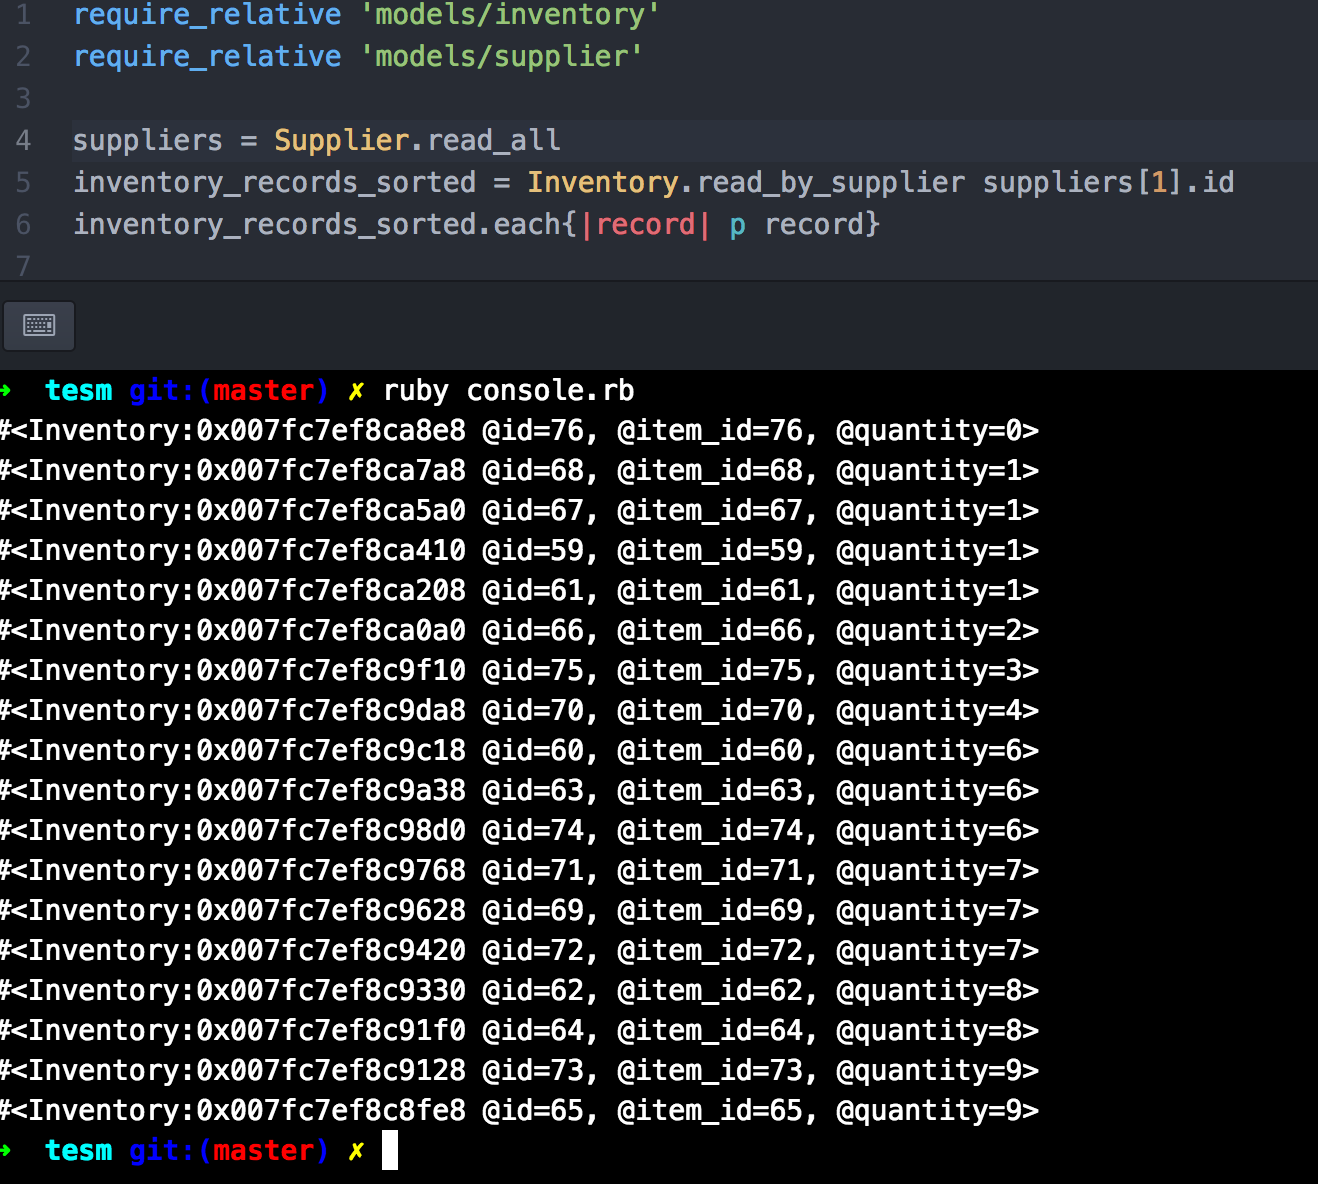 1 require_relative 'models/inventory'
2 require_relative 'models/supplier'
3
4 suppliers = Supplier.read_all
5 inventory_records_sorted = Inventory.read_by_supplier suppliers[1].id
6 inventory_records_sorted.each{|record| p record}
7
➜ tesm git:(master) ✗ ruby console.rb
#<Inventory:0x007fc7ef8ca8e8 @id=76, @item_id=76, @quantity=0>
#<Inventory:0x007fc7ef8ca7a8 @id=68, @item_id=68, @quantity=1>
#<Inventory:0x007fc7ef8ca5a0 @id=67, @item_id=67, @quantity=1>
#<Inventory:0x007fc7ef8ca410 @id=59, @item_id=59, @quantity=1>
#<Inventory:0x007fc7ef8ca208 @id=61, @item_id=61, @quantity=1>
#<Inventory:0x007fc7ef8ca0a0 @id=66, @item_id=66, @quantity=2>
#<Inventory:0x007fc7ef8c9f10 @id=75, @item_id=75, @quantity=3>
#<Inventory:0x007fc7ef8c9da8 @id=70, @item_id=70, @quantity=4>
#<Inventory:0x007fc7ef8c9c18 @id=60, @item_id=60, @quantity=6>
#<Inventory:0x007fc7ef8c9a38 @id=63, @item_id=63, @quantity=6>
#<Inventory:0x007fc7ef8c98d0 @id=74, @item_id=74, @quantity=6>
#<Inventory:0x007fc7ef8c9768 @id=71, @item_id=71, @quantity=7>
#<Inventory:0x007fc7ef8c9628 @id=69, @item_id=69, @quantity=7>
#<Inventory:0x007fc7ef8c9420 @id=72, @item_id=72, @quantity=7>
#<Inventory:0x007fc7ef8c9330 @id=62, @item_id=62, @quantity=8>
#<Inventory:0x007fc7ef8c91f0 @id=64, @item_id=64, @quantity=8>
#<Inventory:0x007fc7ef8c9128 @id=73, @item_id=73, @quantity=9>
#<Inventory:0x007fc7ef8c8fe8 @id=65, @item_id=65, @quantity=9>
➜ tesm git:(master) ✗